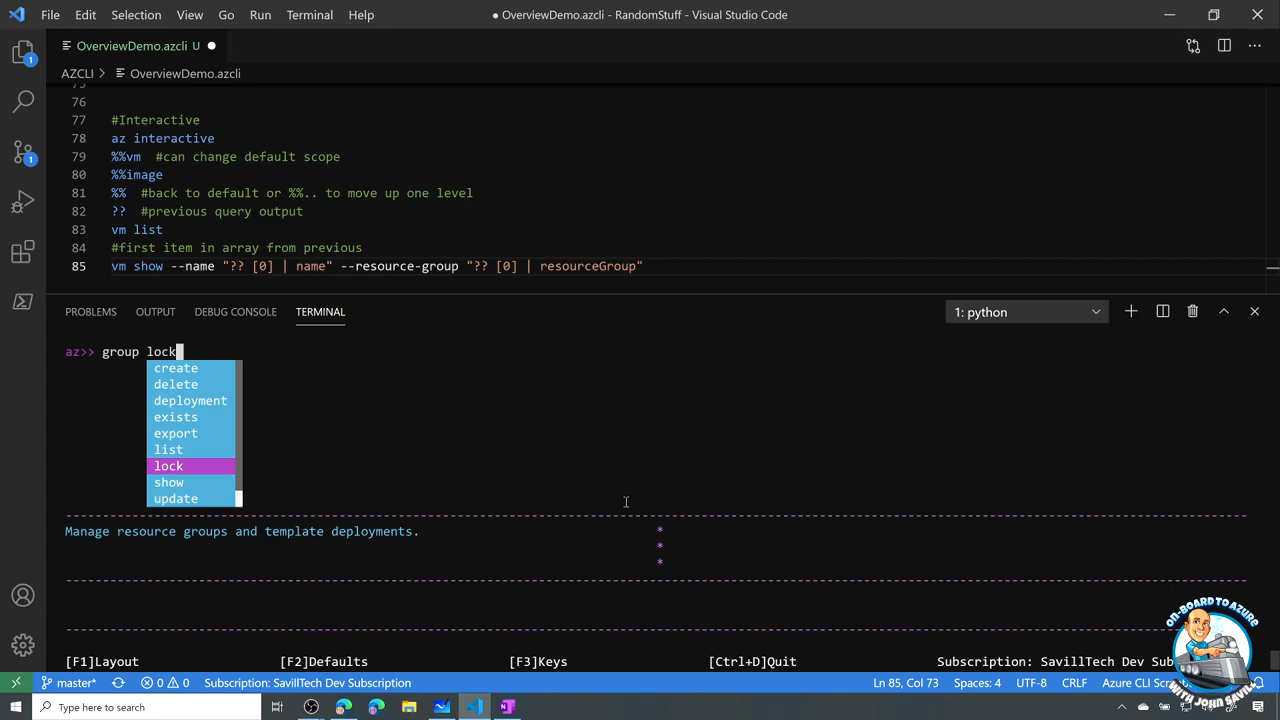 File Edit Selection View Go Run Terminal Help
● OverviewDemo.azcli - RandomStuff - Visual Studio Code
OverviewDemo.azcli U
AZCLI > OverviewDemo.azcli
75
76
77 #Interactive
78 az interactive
79 %%vm #can change default scope
80 %%image
81 %% #back to default or %%.. to move up one level
82 ?? #previous query output
83 vm list
84 #first item in array from previous
85 vm show --name "?? [0] | name" --resource-group "?? [0] | resourceGroup"
PROBLEMS OUTPUT DEBUG CONSOLE TERMINAL
1: python
az>> group lock
create
delete
deployment
exists
export
list
lock
show
update
Manage resource groups and template deployments.
*
*
*
[F1]Layout [F2]Defaults [F3]Keys [Ctrl+D]Quit Subscription: SavillTech Dev Sub
master* 0 0 Subscription: SavillTech Dev Subscription
Ln 85, Col 73 Spaces: 4 UTF-8 CRLF Azure CLI Scr
Type here to search
ON-BOARD TO AZURE
WITH JOHN SAVILL
1
1